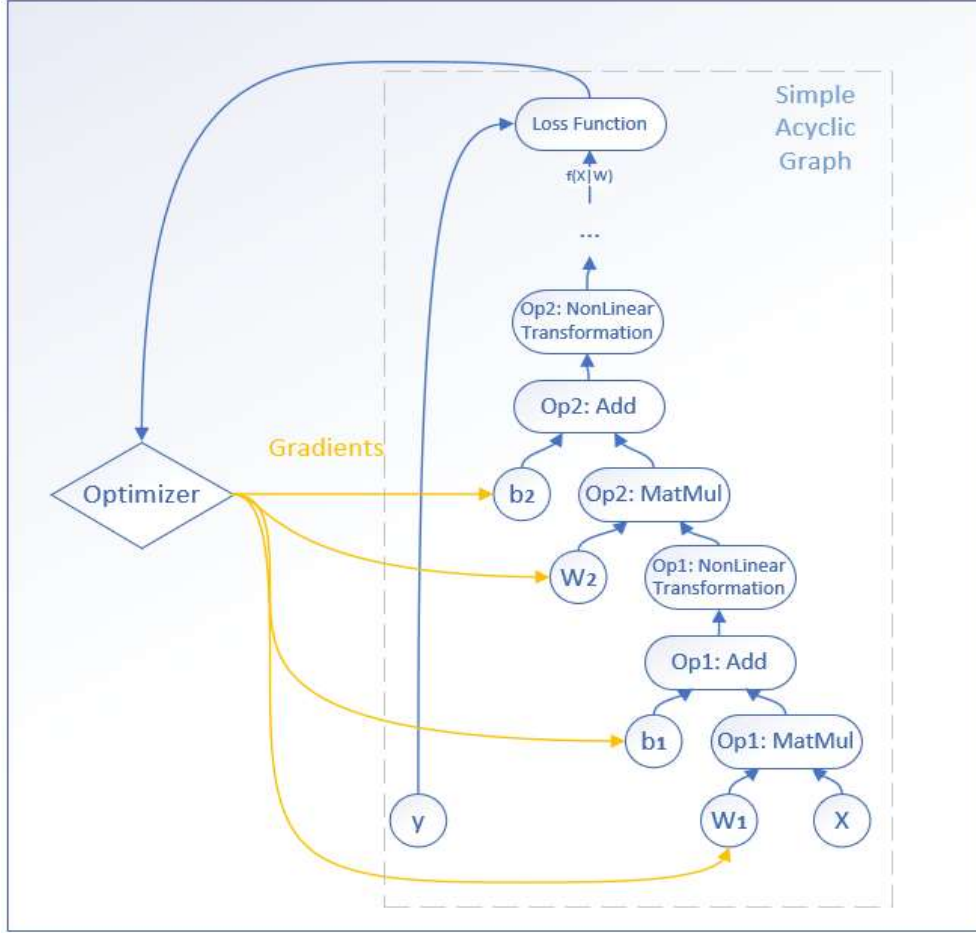 Simple
Acyclic
Graph
Loss Function
f(X|W)
...
Op2: NonLinear
Transformation
Op2: Add
Gradients
Optimizer
b2
Op2: MatMul
W2
Op1: NonLinear
Transformation
Op1: Add
b1
Op1: MatMul
y
W1
X